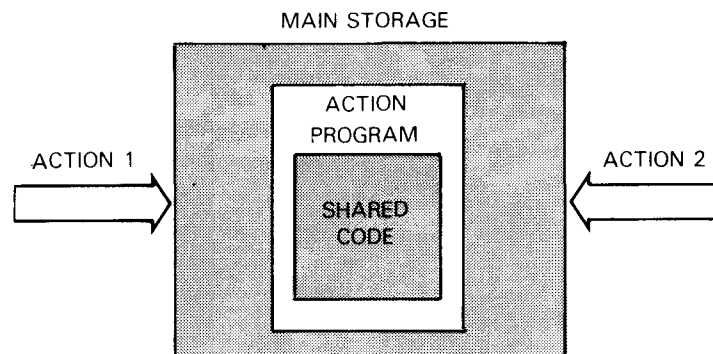 MAIN STORAGE
ACTION
PROGRAM
ACTION 1
ACTION 2
SHARED
CODE